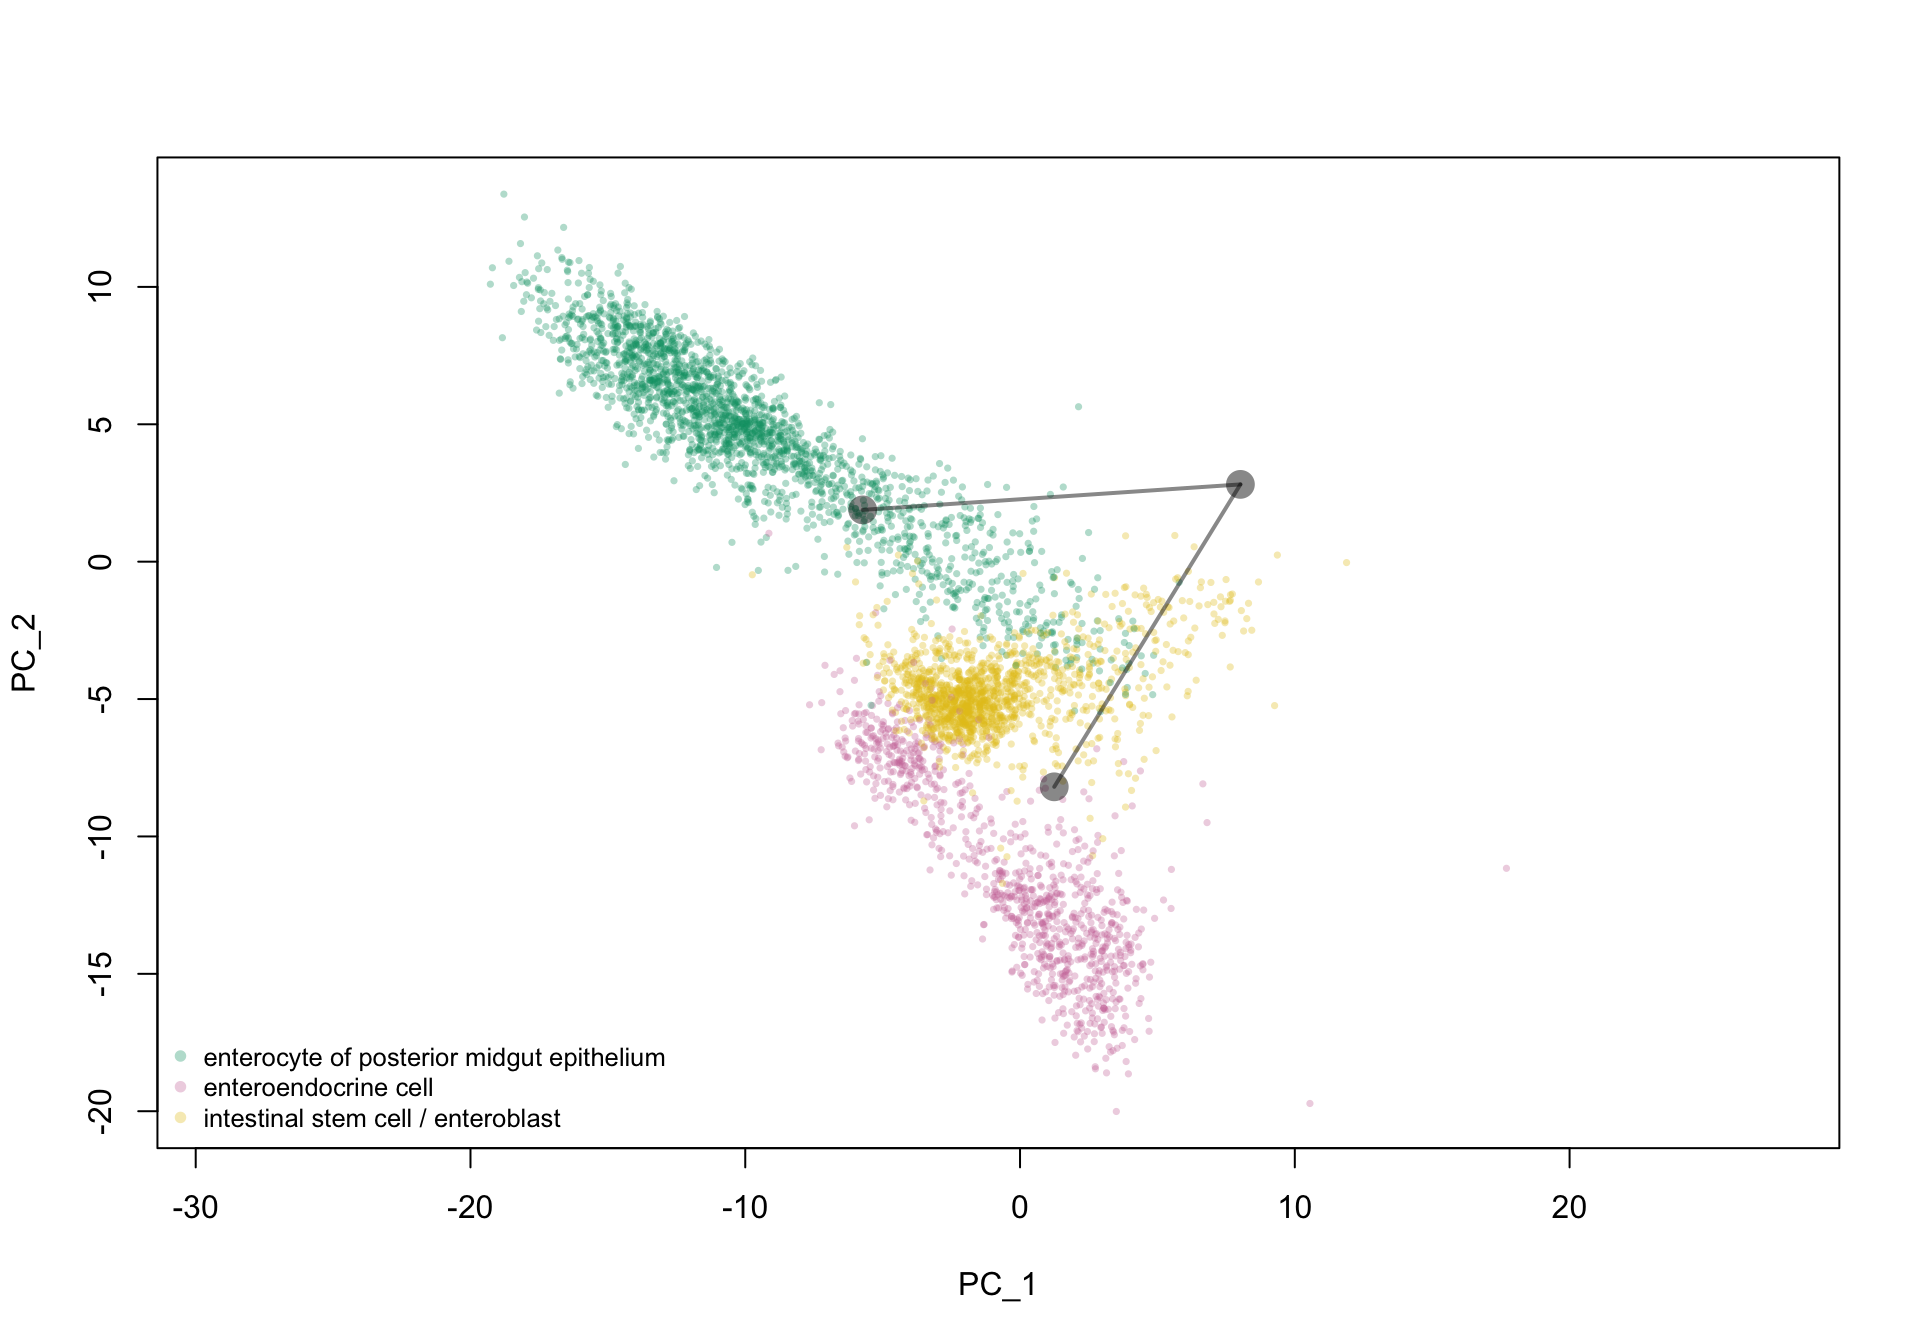 10
5
0
-5
-10
-15
-20
PC_2
enterocyte of posterior midgut epithelium
enteroendocrine cell
intestinal stem cell / enteroblast
-30 -20 -10 0 10 20
PC_1